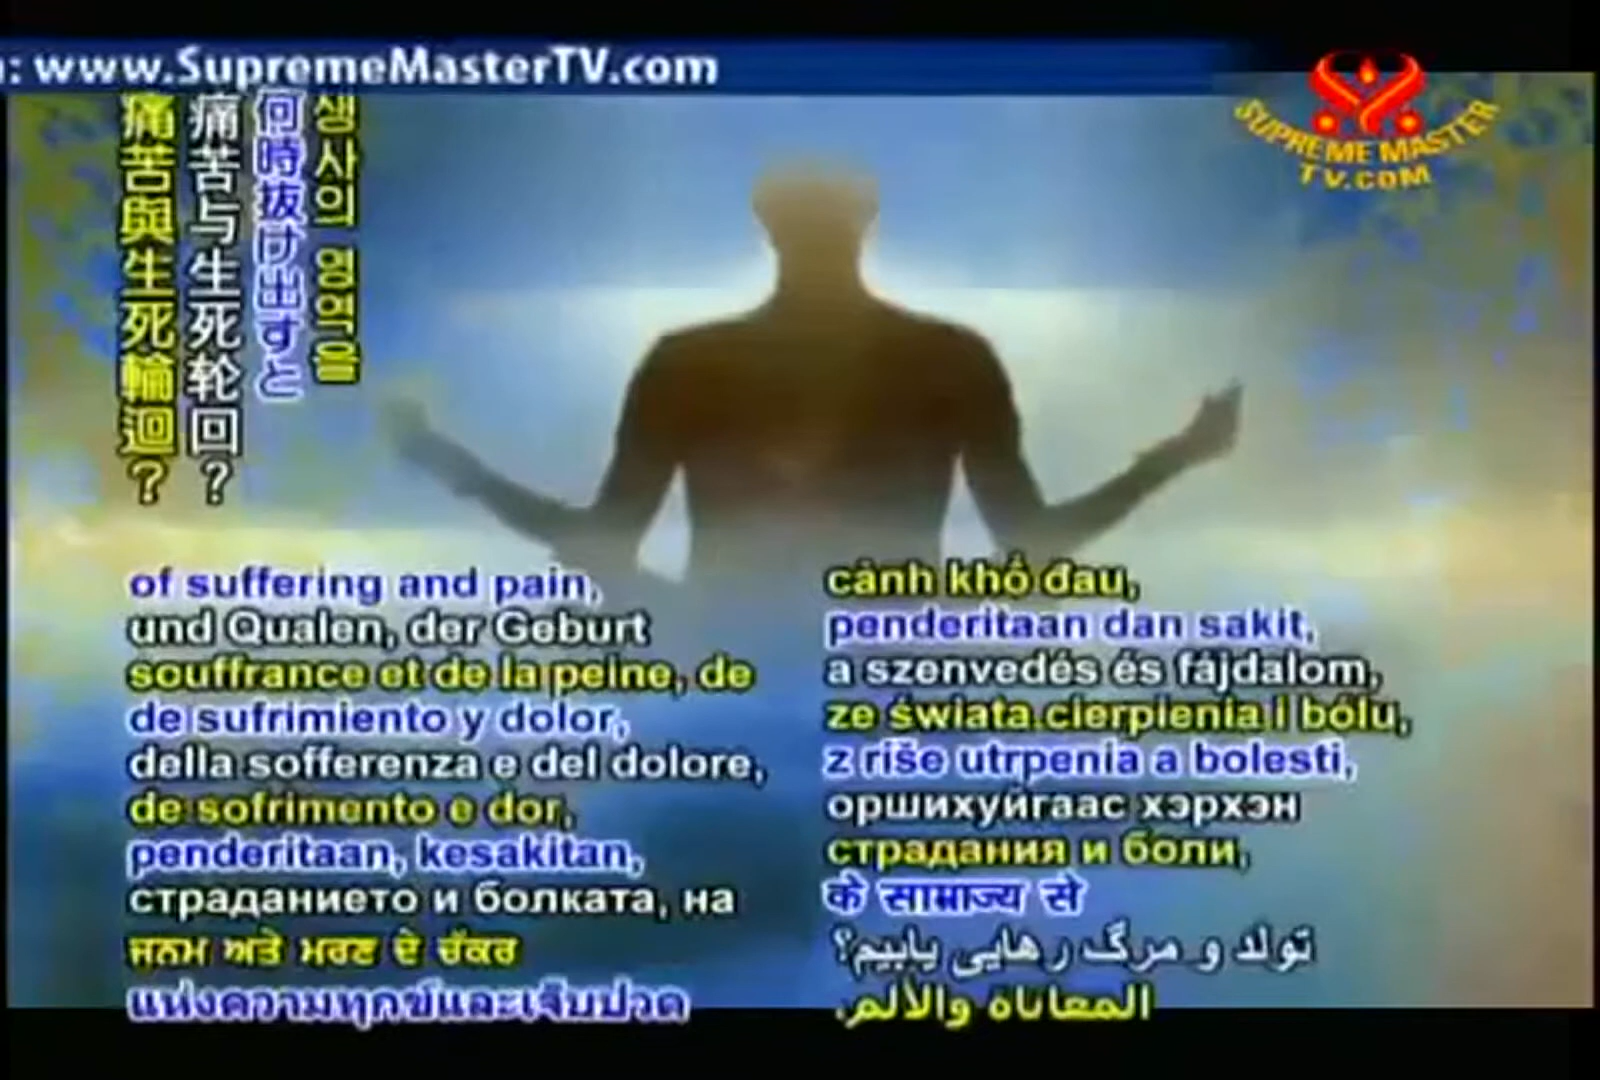 : www.SupremeMasterTV.com
SUPREME MASTER
TV.COM
생사의 영역을
何時抜け出すと
痛苦与生死轮回?
痛苦與生死輪迴?
of suffering and pain,
und Qualen, der Geburt
souffrance et de la peine, de
de sufrimiento y dolor,
della sofferenza e del dolore,
de sofrimento e dor,
penderitaan, kesakitan,
страданието и болката, на
ਜਨਮ ਅਤੇ ਮਰਣ ਦੇ ਚੱਕਰ
แห่งความทุกข์และเจ็บปวด
cảnh khổ đau,
penderitaan dan sakit,
a szenvedés és fájdalom,
ze świata cierpienia i bólu,
z ríše utrpenia a bolesti,
оршихуйгаас хэрхэн
страдания и боли,
के साम्राज्य से
تولد و مرگ رهایی یابیم؟
المعاناة والألم.